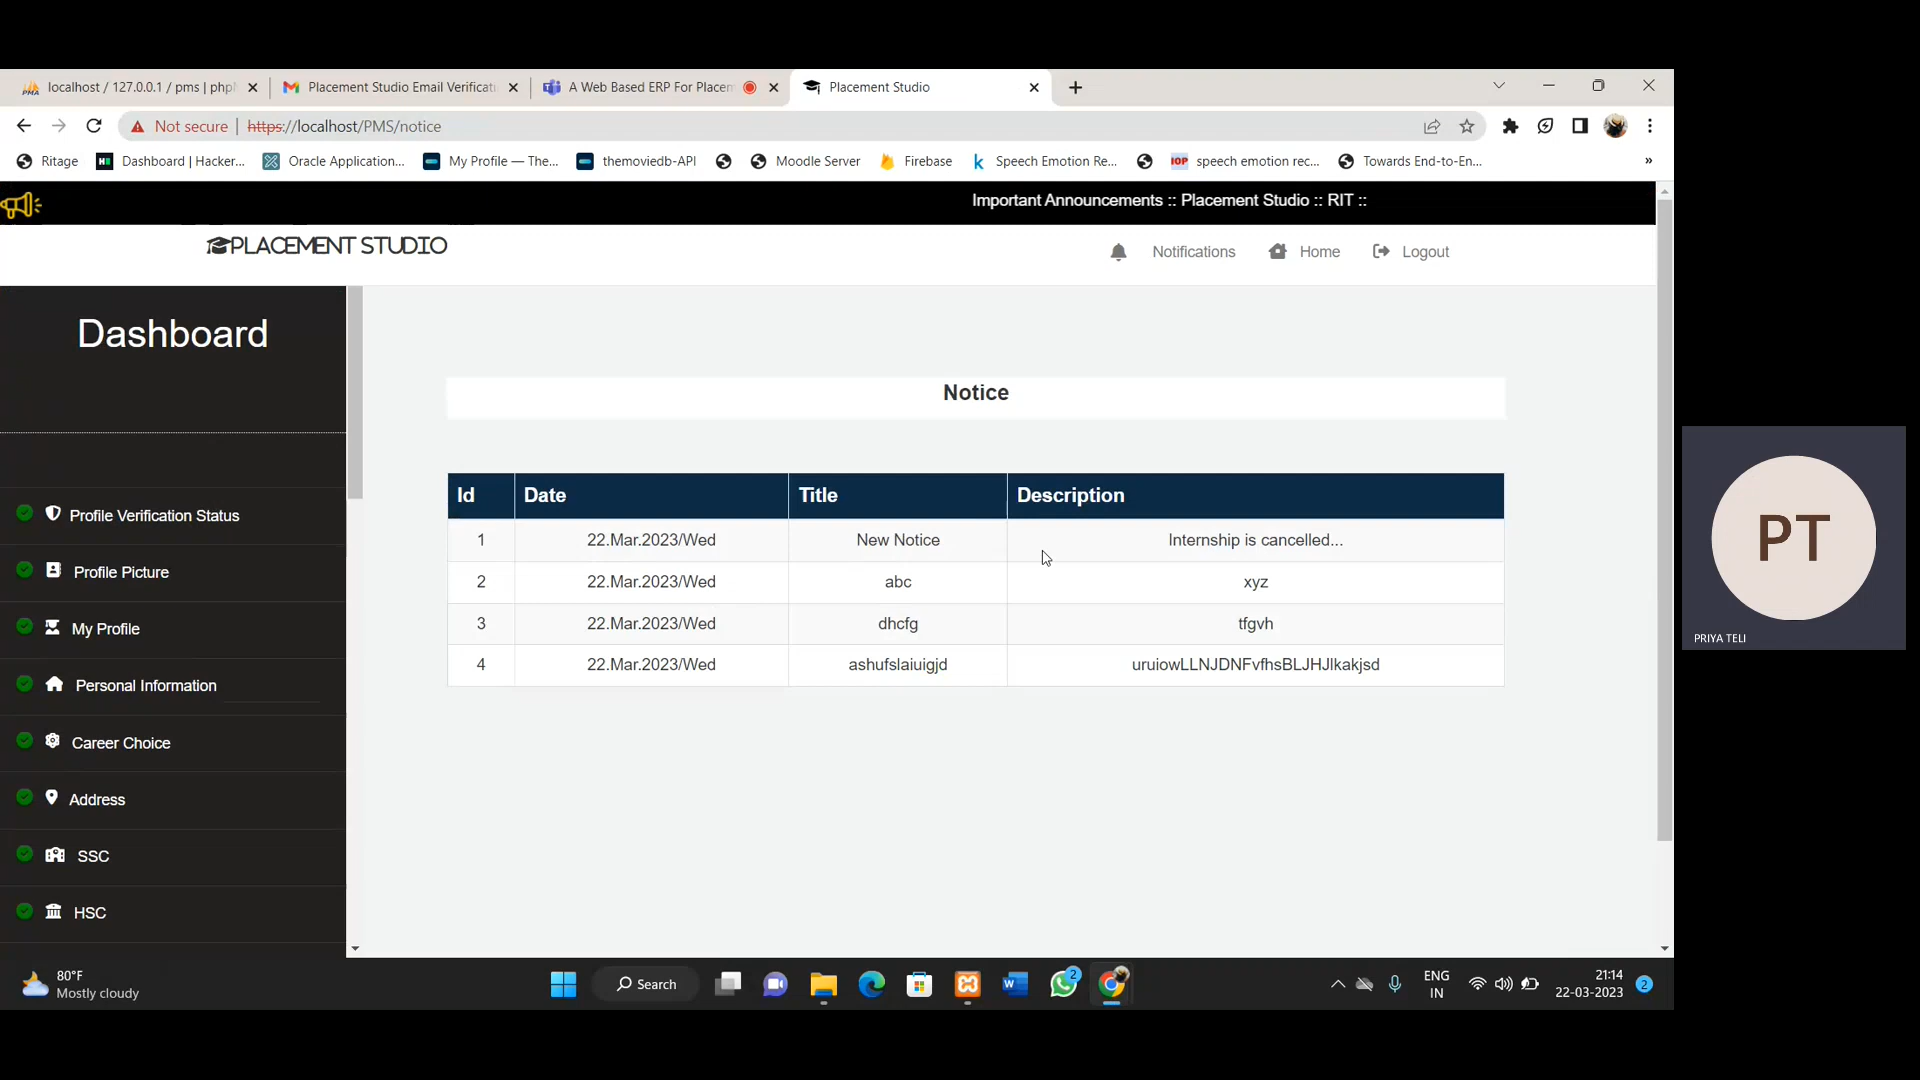 localhost / 127.0.0.1 / pms | php
Placement Studio Email Verificati
A Web Based ERP For Placem
Placement Studio
Not secure | https://localhost/PMS/notice
Ritage
Dashboard | Hacker...
Oracle Application...
My Profile — The...
themoviedb-API
Moodle Server
Firebase
Speech Emotion Re...
IOP speech emotion rec...
Towards End-to-En...
»
Important Announcements :: Placement Studio :: RIT ::
PLACEMENT STUDIO
Notifications
Home
Logout
Dashboard
Notice
Id Date Title Description
1 22.Mar.2023/Wed New Notice Internship is cancelled...
2 22.Mar.2023/Wed abc xyz
3 22.Mar.2023/Wed dhcfg tfgvh
4 22.Mar.2023/Wed ashufslaiuigjd uruiowLLNJDNFvfhsBLJHJlkakjsd
Profile Verification Status
Profile Picture
My Profile
Personal Information
Career Choice
Address
SSC
HSC
PT
PRIYA TELI
80°F
Mostly cloudy
Search
2
ENG
IN
21:14
22-03-2023
2